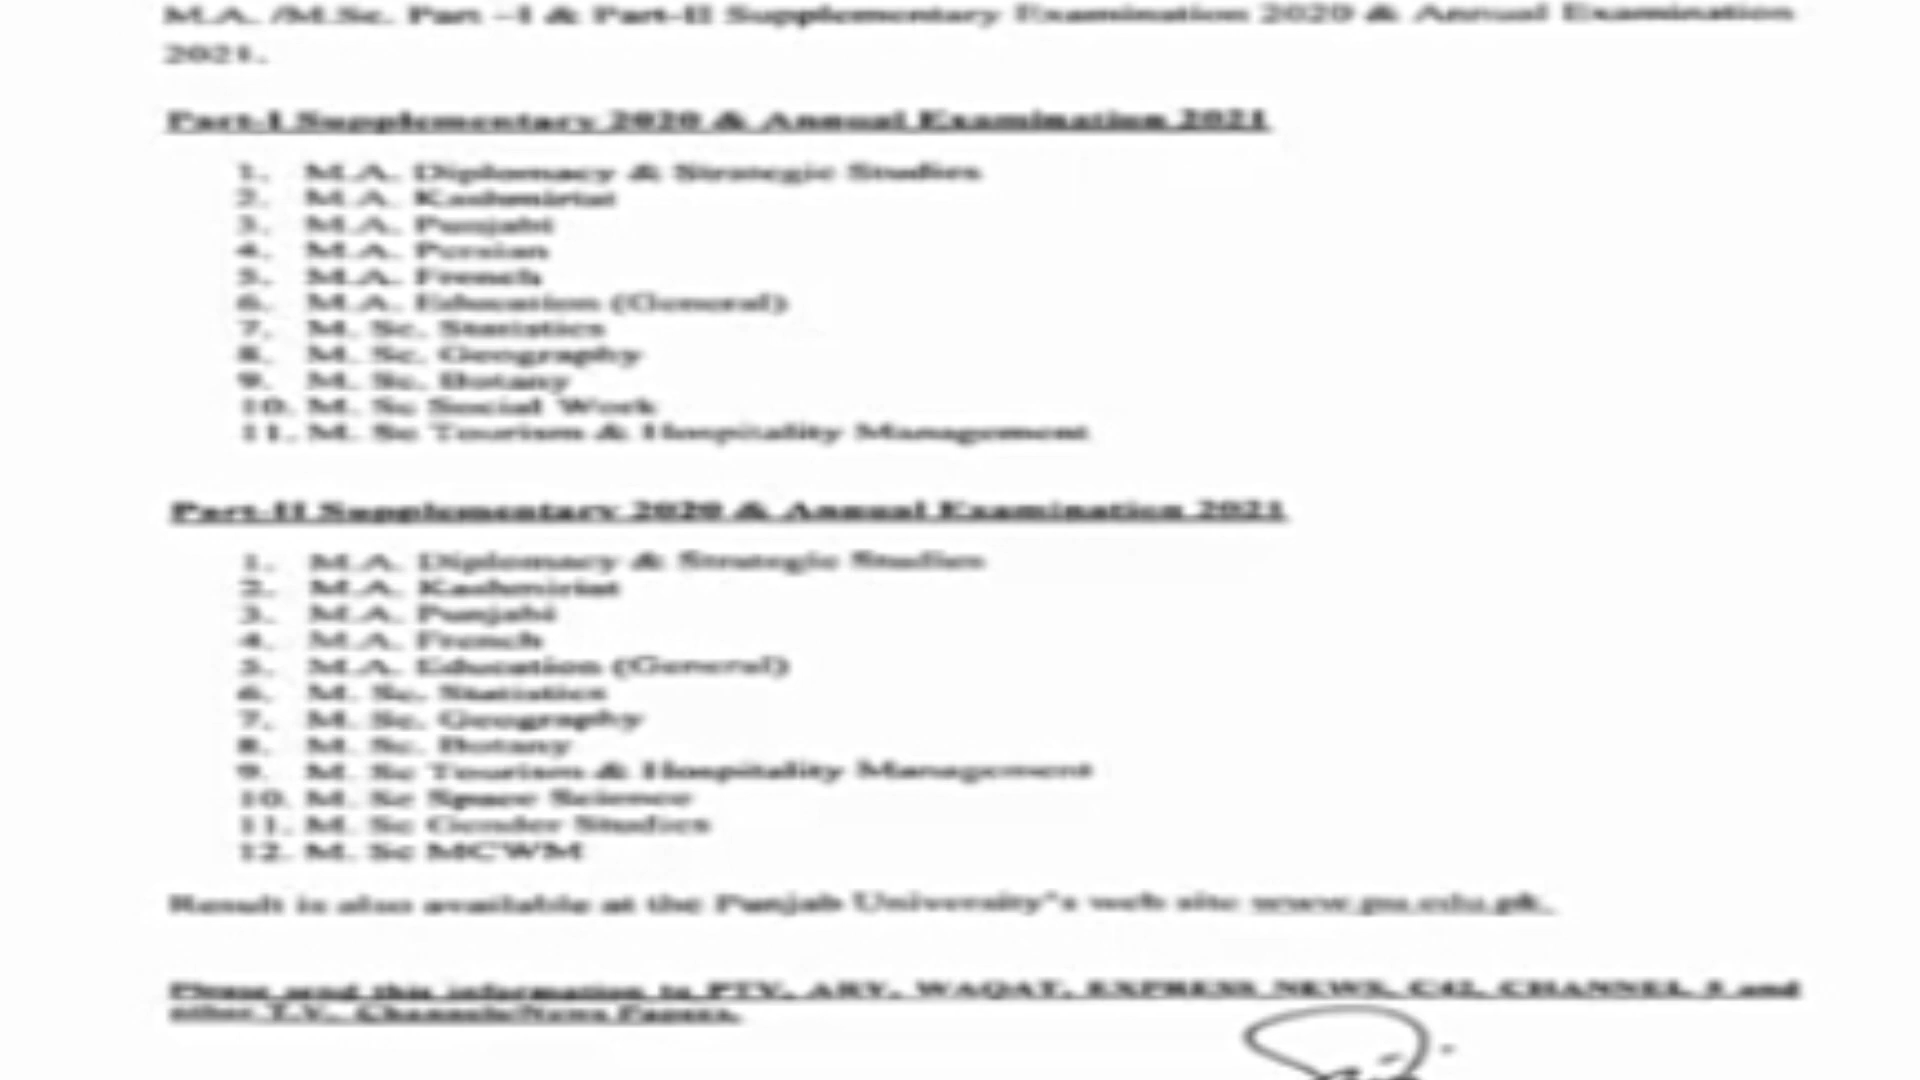 M.A. /M.Sc. Part –I & Part-II Supplementary Examination 2020 & Annual Examination
2021.
Part-I Supplementary 2020 & Annual Examination 2021
1. M.A. Diplomacy & Strategic Studies
2. M.A. Kashmiriat
3. M.A. Punjabi
4. M.A. Persian
5. M.A. French
6. M.A. Education (General)
7. M. Sc. Statistics
8. M. Sc. Geography
9. M. Sc. Botany
10. M. Sc Social Work
11. M. Sc Tourism & Hospitality Management
Part-II Supplementary 2020 & Annual Examination 2021
1. M.A. Diplomacy & Strategic Studies
2. M.A. Kashmiriat
3. M.A. Punjabi
4. M.A. French
5. M.A. Education (General)
6. M. Sc. Statistics
7. M. Sc. Geography
8. M. Sc. Botany
9. M. Sc Tourism & Hospitality Management
10. M. Sc Space Science
11. M. Sc Gender Studies
12. M. Sc MCWM
Result is also available at the Punjab University's web site www.pu.edu.pk.
Please send this information to PTV, ARY, WAQAT, EXPRESS NEWS, C42, CHANNEL 5 and
other T.V. Channels/News Papers.